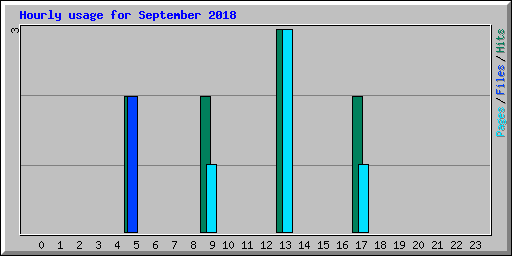 Hourly usage for September 2018
3
Pages/Files/Hits
0 1 2 3 4 5 6 7 8 9 10 11 12 13 14 15 16 17 18 19 20 21 22 23